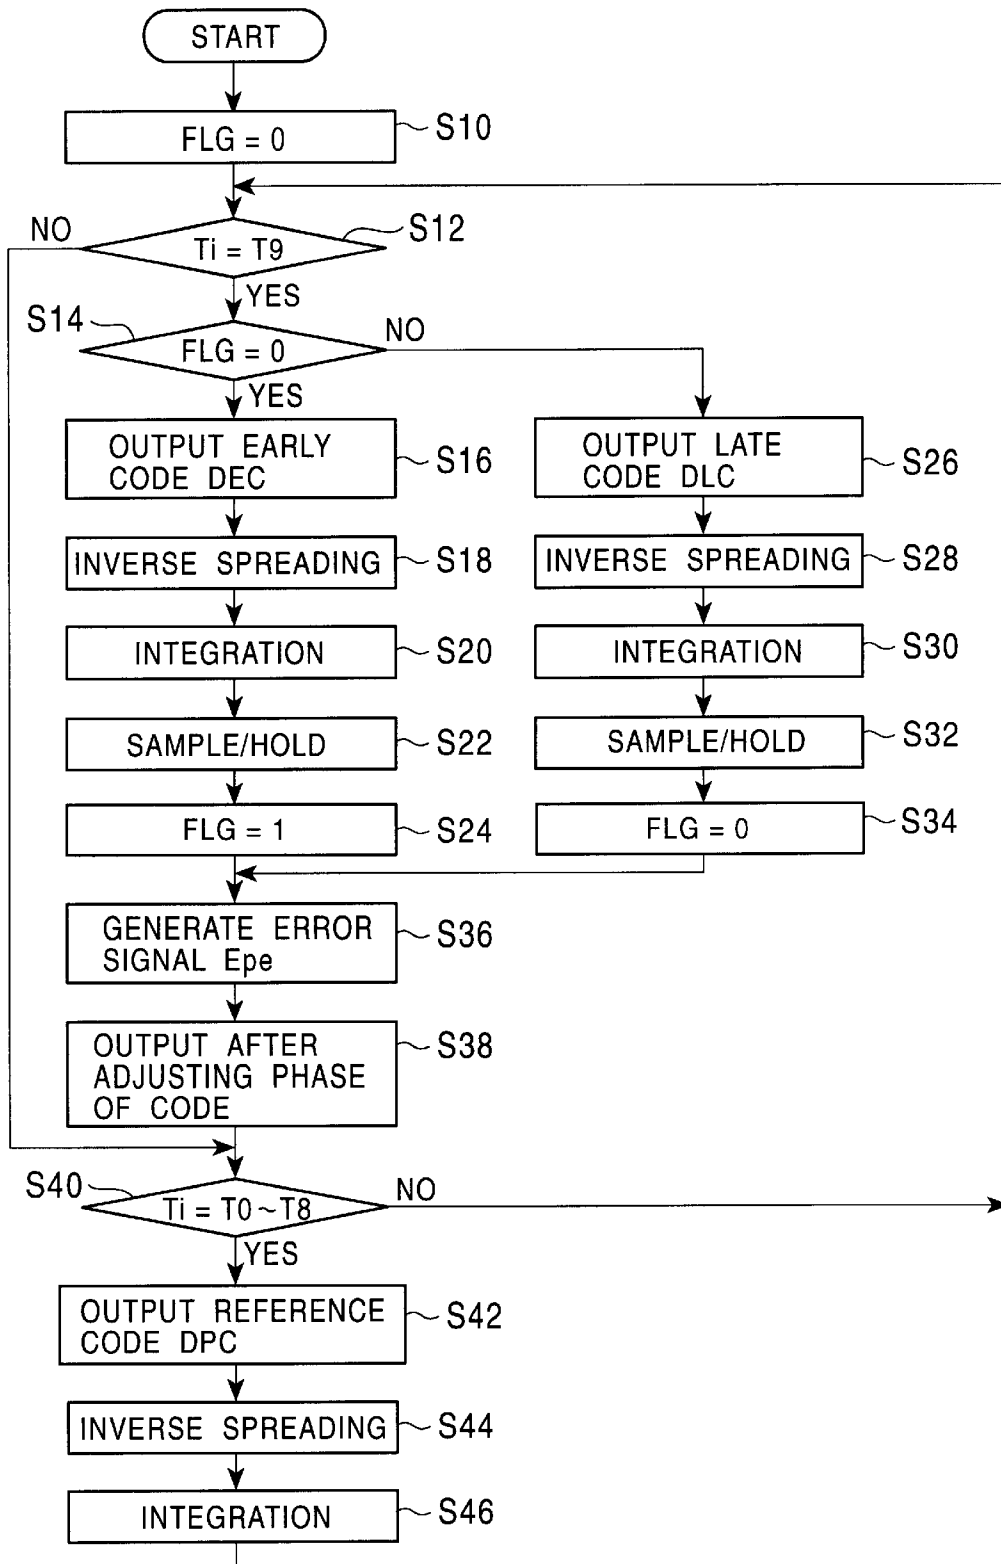 START
FLG = 0
S10
NO
Ti = T9
S12
YES
S14
FLG = 0
NO
YES
OUTPUT EARLY
CODE DEC
S16
OUTPUT LATE
CODE DLC
S26
INVERSE SPREADING
S18
INVERSE SPREADING
S28
INTEGRATION
S20
INTEGRATION
S30
SAMPLE/HOLD
S22
SAMPLE/HOLD
S32
FLG = 1
S24
FLG = 0
S34
GENERATE ERROR
SIGNAL Epe
S36
OUTPUT AFTER
ADJUSTING PHASE
OF CODE
S38
S40
Ti = T0 ~ T8
NO
YES
OUTPUT REFERENCE
CODE DPC
S42
INVERSE SPREADING
S44
INTEGRATION
S46